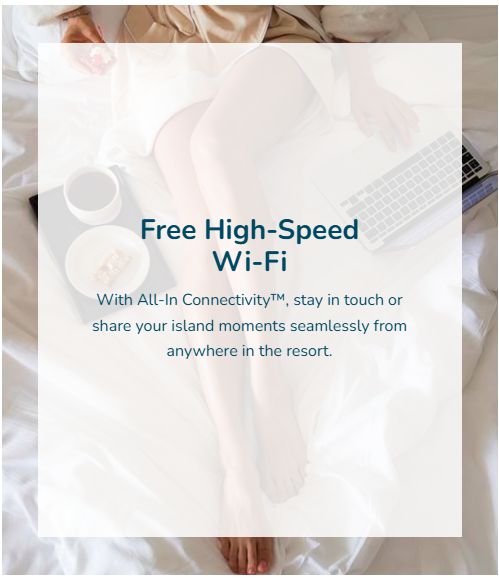 Free High-Speed
Wi-Fi
With All-In Connectivity™, stay in touch or
share your island moments seamlessly from
anywhere in the resort.